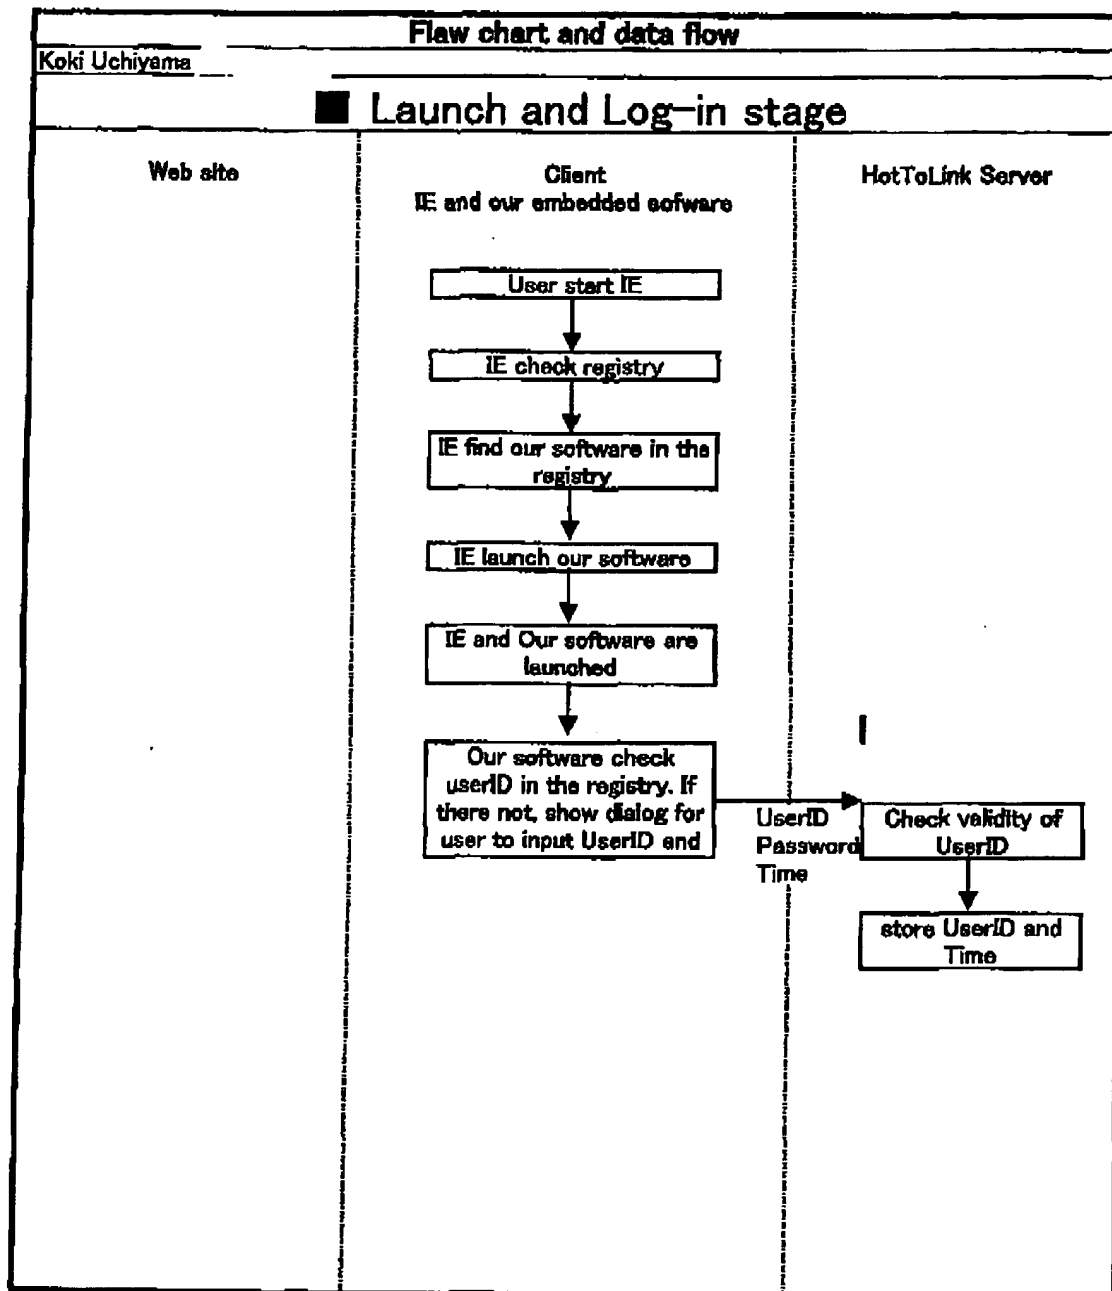 Flaw chart and data flow
Koki Uchiyama
■ Launch and Log-in stage
Web site
Client
IE and our embedded sofware
HotToLink Server
User start IE
IE check registry
IE find our software in the
registry
IE launch our software
IE and Our software are
launched
Our software check
userID in the registry. If
there not, show dialog for
user to input UserID and
UserID
Password
Time
Check validity of
UserID
store UserID and
Time